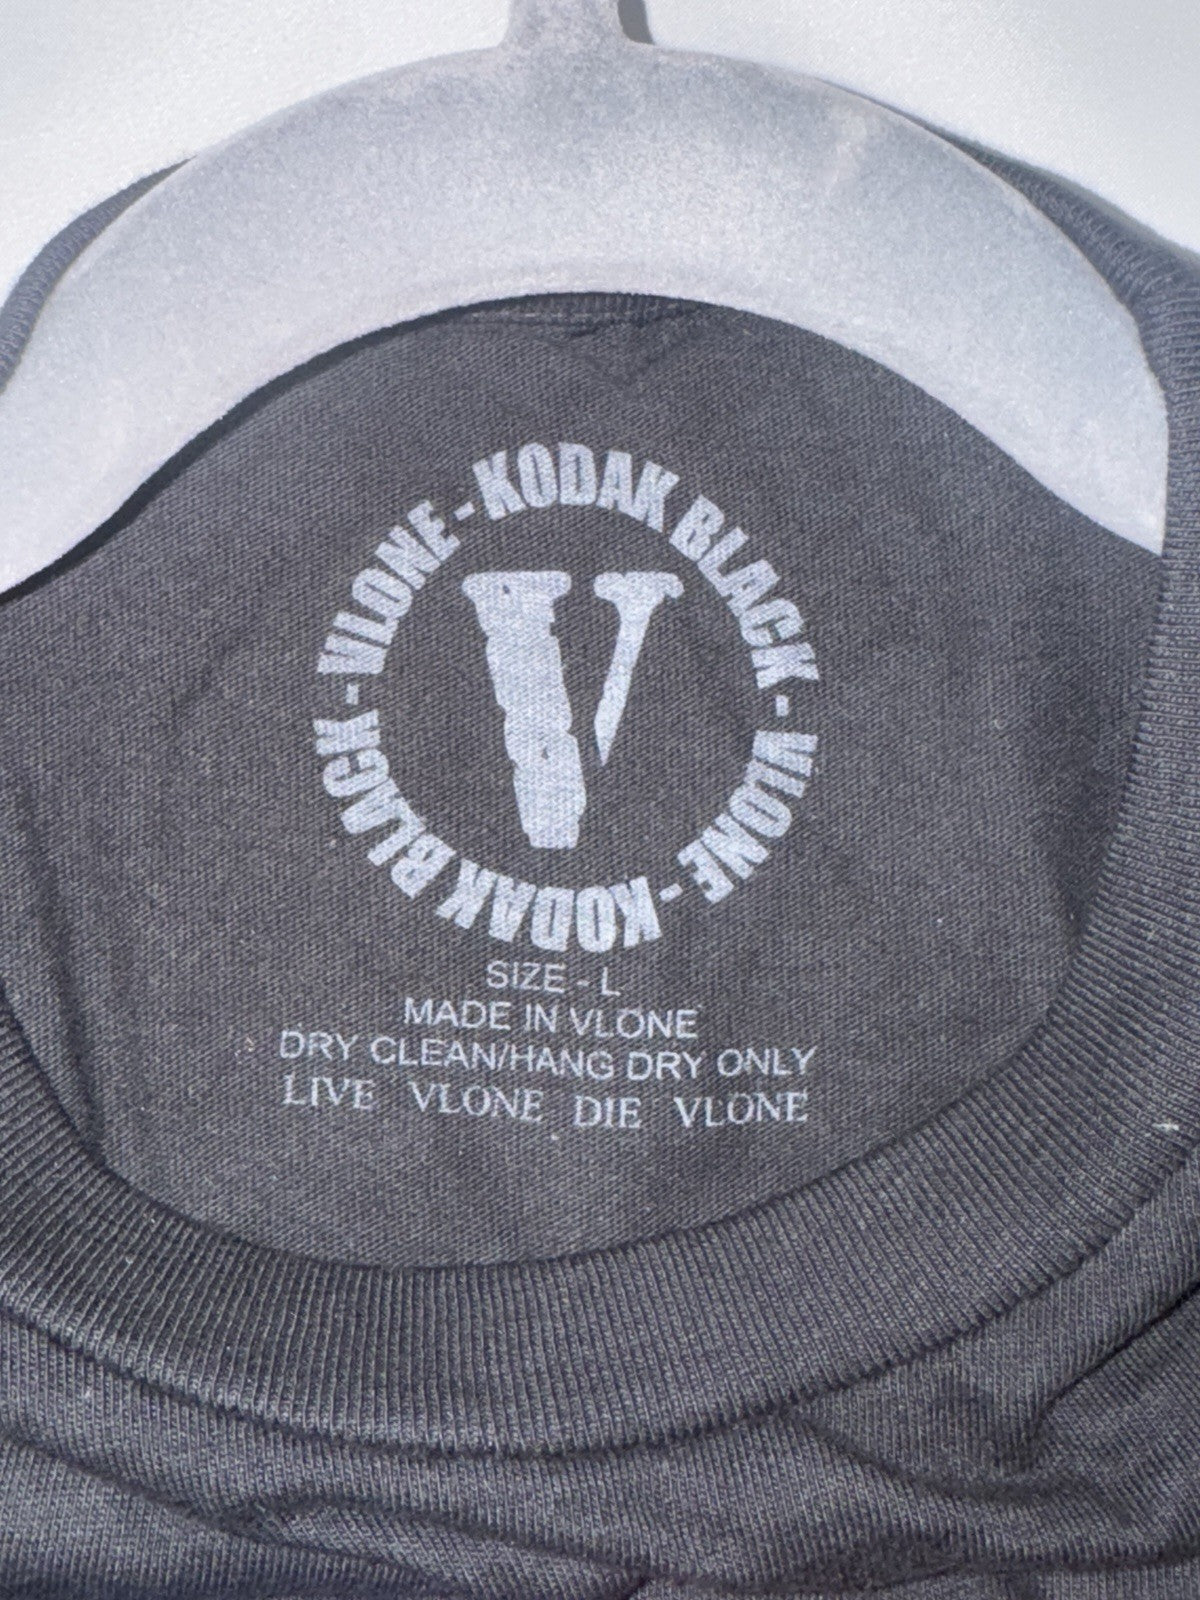 VLONE - KODAK BLACK - VLONE - KODAK BLACK -
V
SIZE - L
MADE IN VLONE
DRY CLEAN/HANG DRY ONLY
LIVE VLONE DIE VLONE